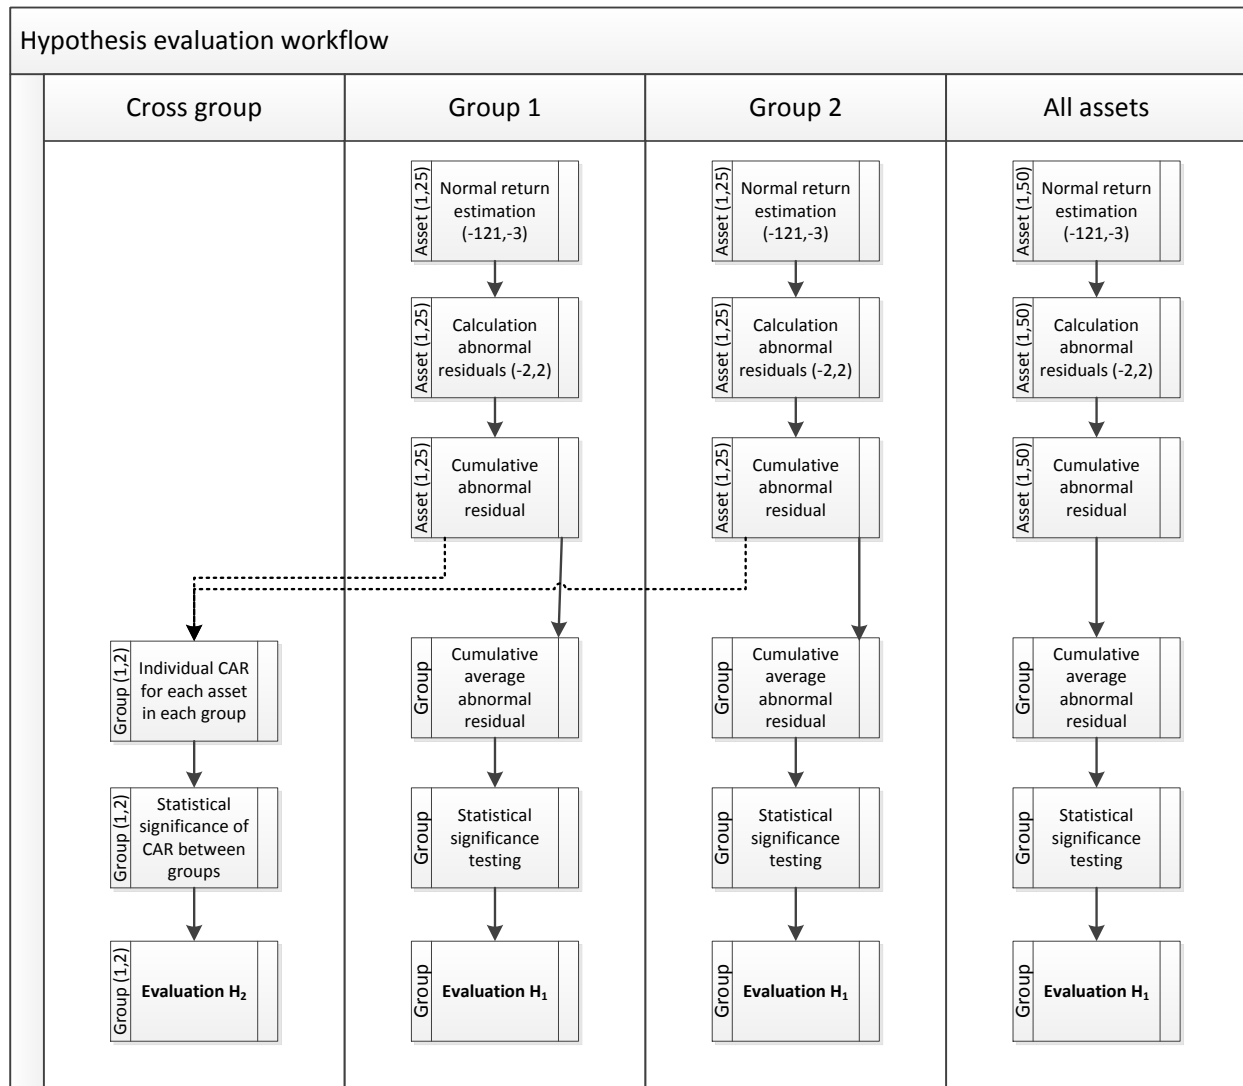 Hypothesis evaluation workflow
Cross group
Group 1
Group 2
All assets
Asset (1,25)
Normal return
estimation
(-121,-3)
Asset (1,25)
Normal return
estimation
(-121,-3)
Asset (1,50)
Normal return
estimation
(-121,-3)
Asset (1,25)
Calculation
abnormal
residuals (-2,2)
Asset (1,25)
Calculation
abnormal
residuals (-2,2)
Asset (1,50)
Calculation
abnormal
residuals (-2,2)
Asset (1,25)
Cumulative
abnormal
residual
Asset (1,25)
Cumulative
abnormal
residual
Asset (1,50)
Cumulative
abnormal
residual
Group (1,2)
Individual CAR
for each asset
in each group
Group
Cumulative
average
abnormal
residual
Group
Cumulative
average
abnormal
residual
Group
Cumulative
average
abnormal
residual
Group (1,2)
Statistical
significance of
CAR between
groups
Group
Statistical
significance
testing
Group
Statistical
significance
testing
Group
Statistical
significance
testing
Group (1,2)
Evaluation H₂
Group
Evaluation H₁
Group
Evaluation H₁
Group
Evaluation H₁